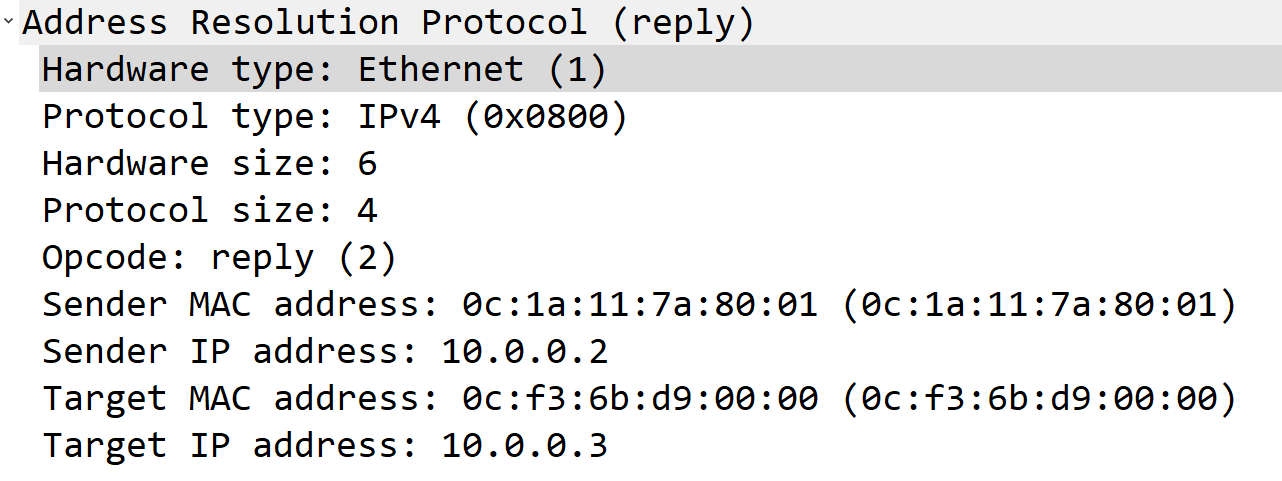 Address Resolution Protocol (reply)
Hardware type: Ethernet (1)
Protocol type: IPv4 (0x0800)
Hardware size: 6
Protocol size: 4
Opcode: reply (2)
Sender MAC address: 0c:1a:11:7a:80:01 (0c:1a:11:7a:80:01)
Sender IP address: 10.0.0.2
Target MAC address: 0c:f3:6b:d9:00:00 (0c:f3:6b:d9:00:00)
Target IP address: 10.0.0.3